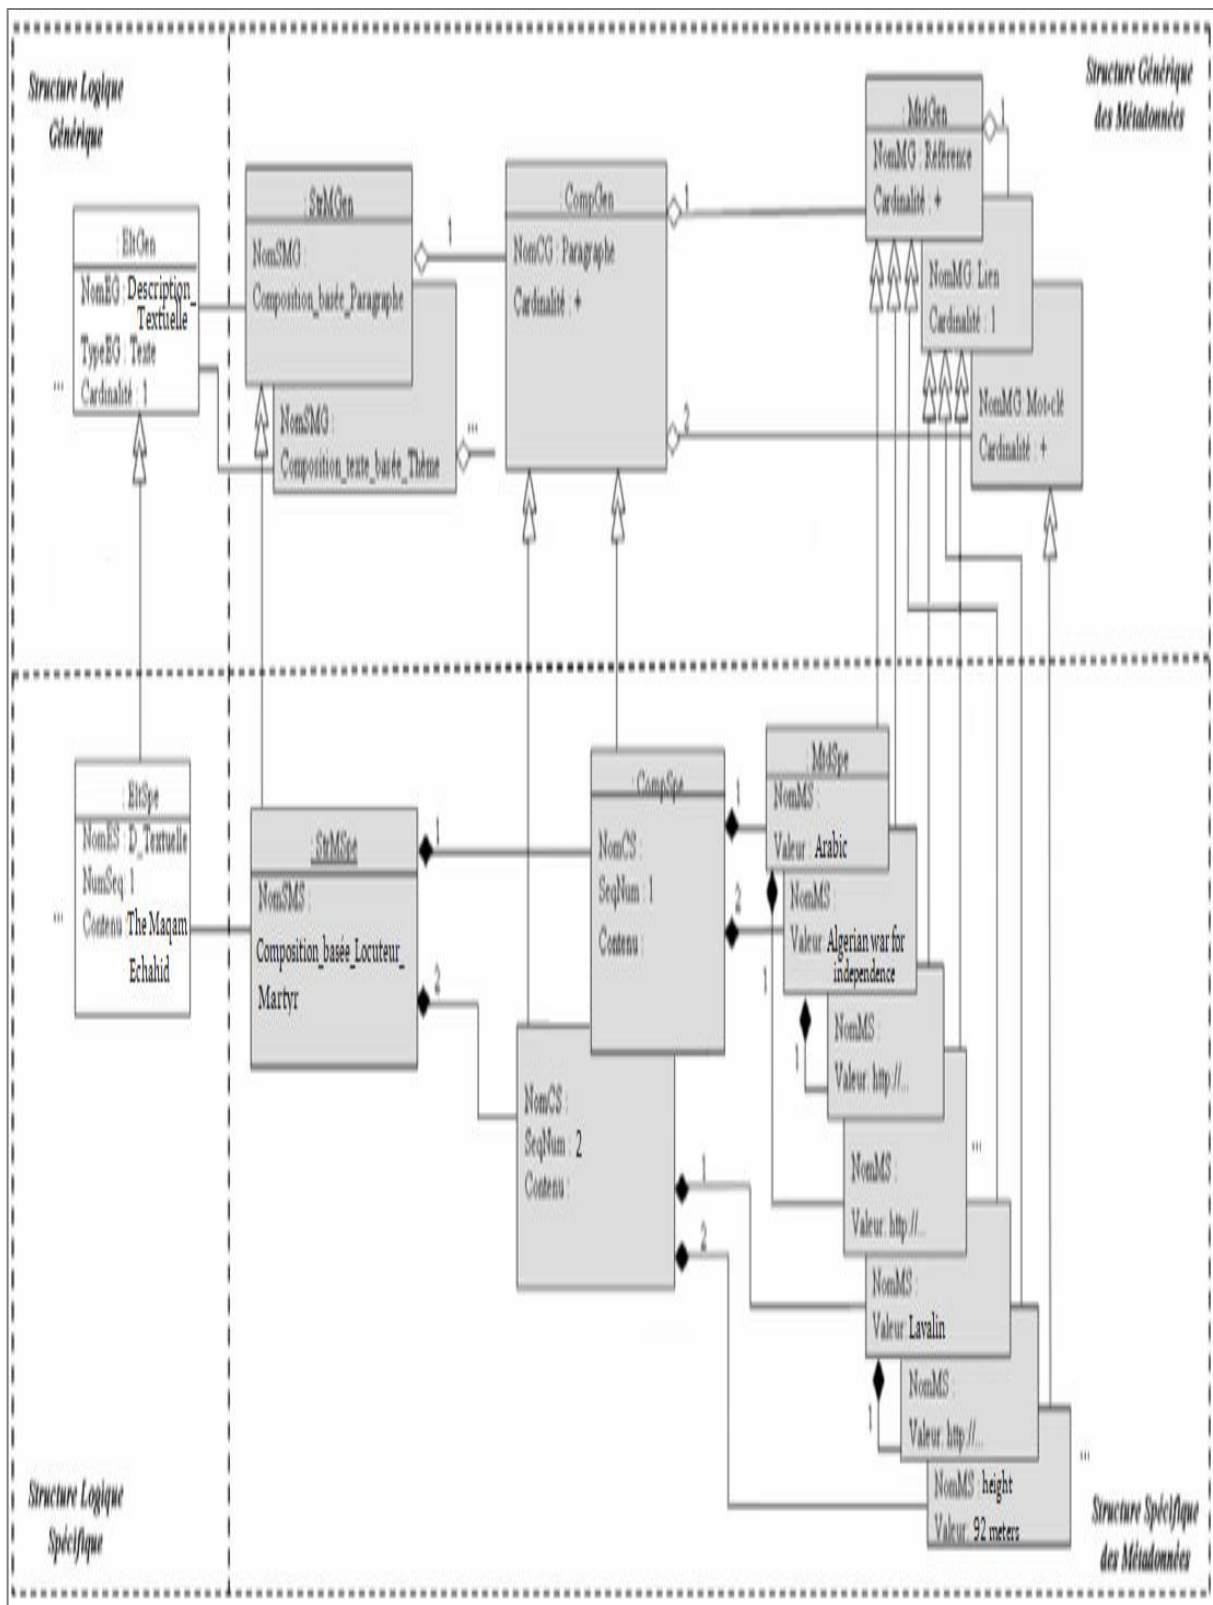 Structure Logique
Générique
Structure Générique
des Métadonnées
: EltGen
NomEG : Description_
Textuelle
TypeEG : Texte
Cardinalité : 1
...
: StrMGen
NomSMG :
Composition_basée_Paragraphe
NomSMG :
Composition_texte_basée_Thème
1
...
: CompGen
NomCG : Paragraphe
Cardinalité : +
1
2
: MtdGen
NomMG : Référence
Cardinalité : +
1
NomMG : Lien
Cardinalité : 1
NomMG : Mot-clé
Cardinalité : +
: EltSpe
NomES : D_Textuelle
NumSeq : 1
Contenu : The Maqam
Echahid
...
: StrMSpe
NomSMS :
Composition_basée_Locuteur_
Martyr
1
2
: CompSpe
NomCS :
SeqNum : 1
Contenu :
1
2
NomCS :
SeqNum : 2
Contenu :
1
2
: MtdSpe
NomMS :
Valeur : Arabic
1
NomMS :
Valeur : Algerian war for
independence
1
NomMS :
Valeur : http://...
NomMS :
Valeur : http://...
...
NomMS :
Valeur : Lavalin
1
NomMS :
Valeur : http://...
...
NomMS : height
Valeur : 92 meters
Structure Logique
Spécifique
Structure Spécifique
des Métadonnées